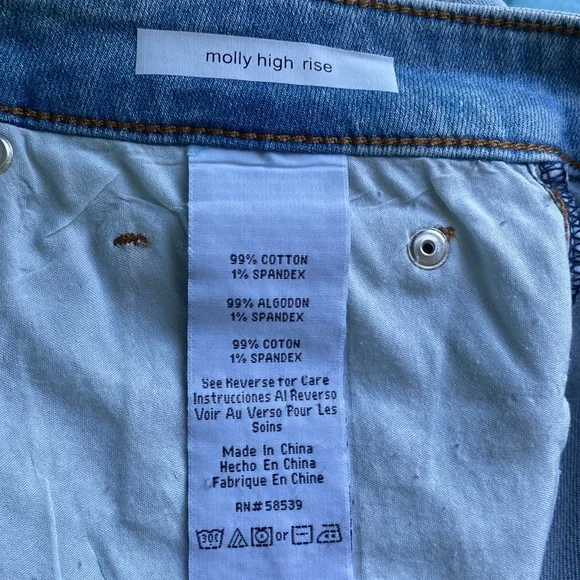 molly high rise
99% COTTON
1% SPANDEX
99% ALGODON
1% SPANDEX
99% COTON
1% SPANDEX
See Reverse for Care
Instrucciones Al Reverso
Voir Au Verso Pour Les
Soins
Made In China
Hecho En China
Fabrique En Chine
RN#58539
30C or